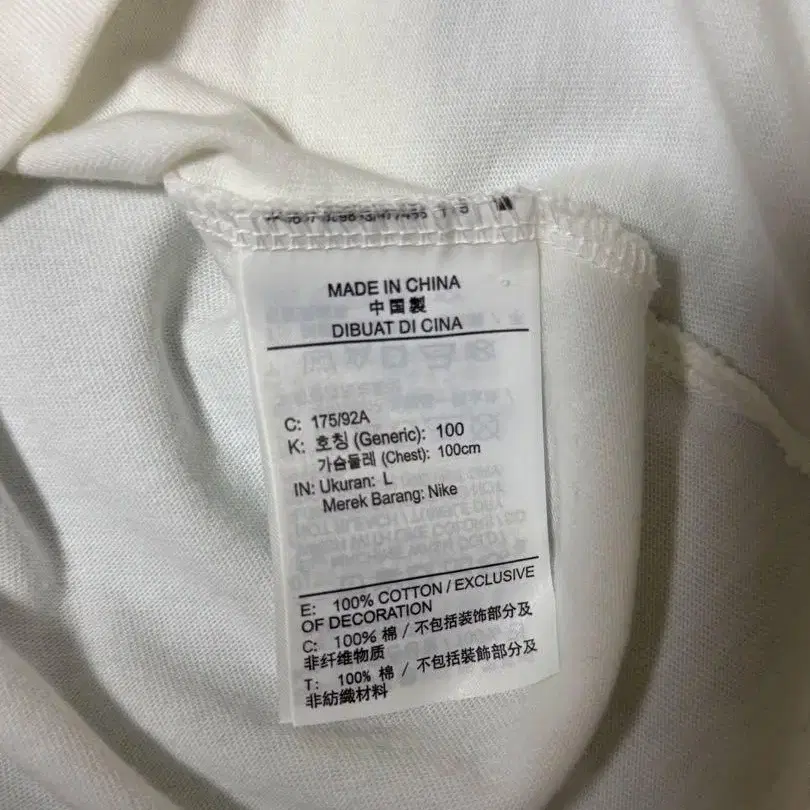 MADE IN CHINA
中国製
DIBUAT DI CINA
C: 175/92A
K: 호칭 (Generic): 100
가슴둘레 (Chest): 100cm
IN: Ukuran: L
Merek Barang: Nike
E: 100% COTTON / EXCLUSIVE
OF DECORATION
C: 100% 棉 / 不包括装饰部分及
非纤维物质
T: 100% 棉 / 不包括裝飾部分及
非紡織材料